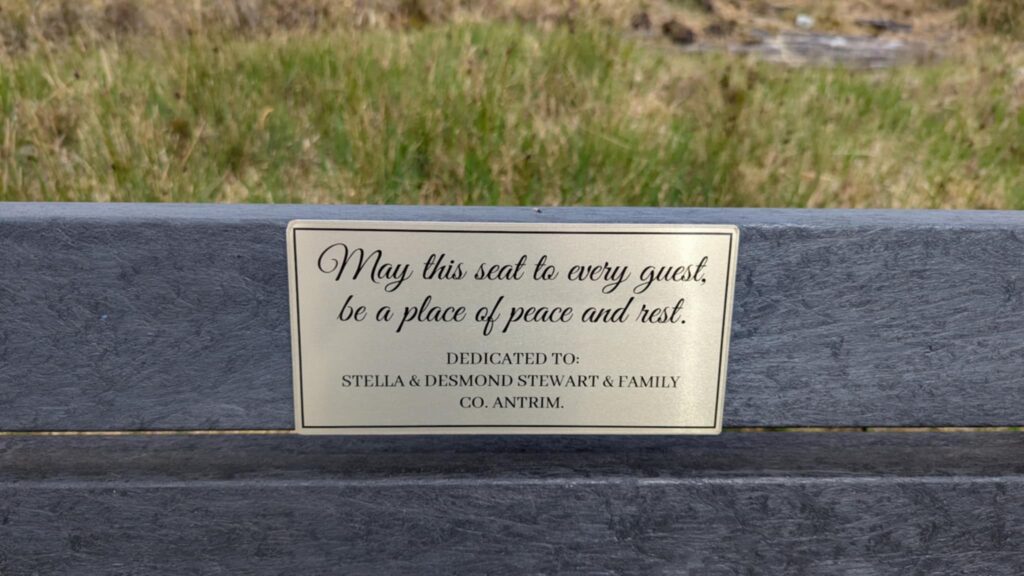 May this seat to every guest,
be a place of peace and rest.
DEDICATED TO:
STELLA & DESMOND STEWART & FAMILY
CO. ANTRIM.